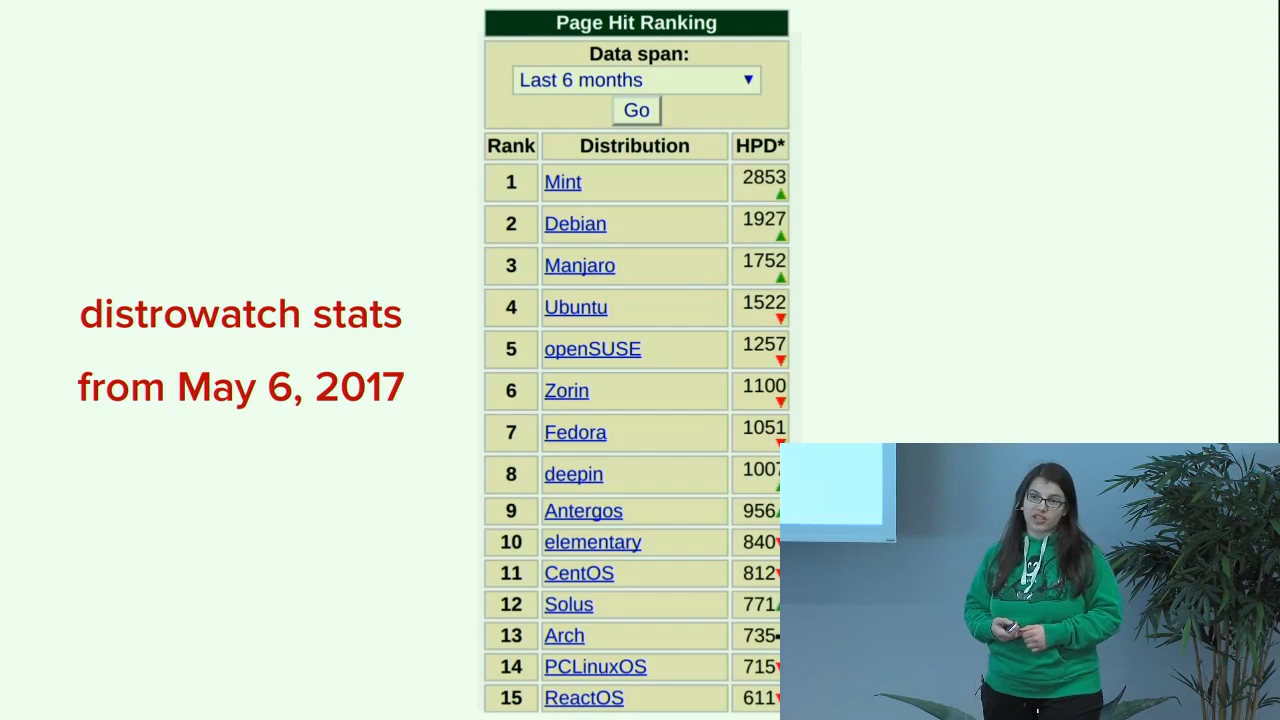 Page Hit Ranking
Data span:
Last 6 months
Go
Rank Distribution HPD*
1 Mint 2853
2 Debian 1927
3 Manjaro 1752
4 Ubuntu 1522
5 openSUSE 1257
6 Zorin 1100
7 Fedora 1051
8 deepin 1007
9 Antergos 956
10 elementary 840
11 CentOS 812
12 Solus 771
13 Arch 735
14 PCLinuxOS 715
15 ReactOS 611
distrowatch stats
from May 6, 2017